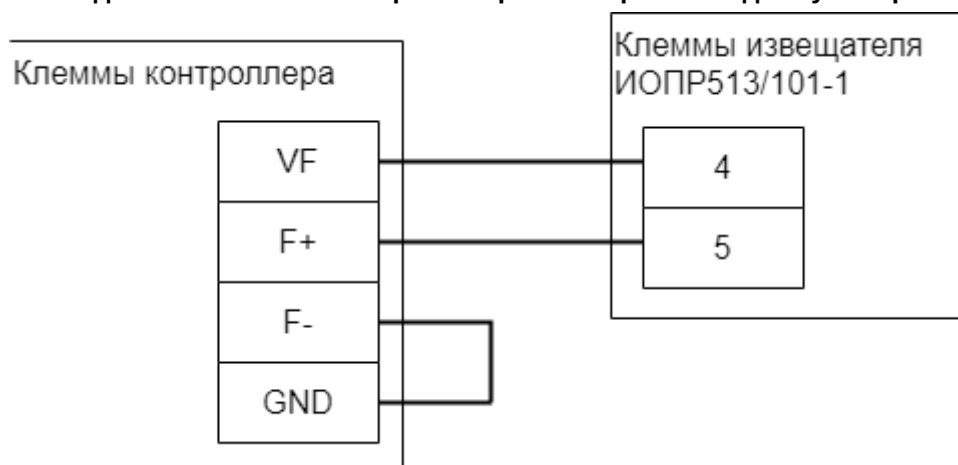 Клеммы контроллера
VF
F+
F-
GND
Клеммы извещателя
ИОПР513/101-1
4
5